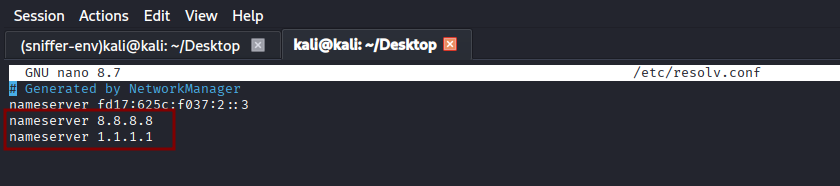 Session Actions Edit View Help
(sniffer-env)kali@kali: ~/Desktop kali@kali: ~/Desktop
GNU nano 8.7 /etc/resolv.conf
# Generated by NetworkManager
nameserver fd17:625c:f037:2::3
nameserver 8.8.8.8
nameserver 1.1.1.1